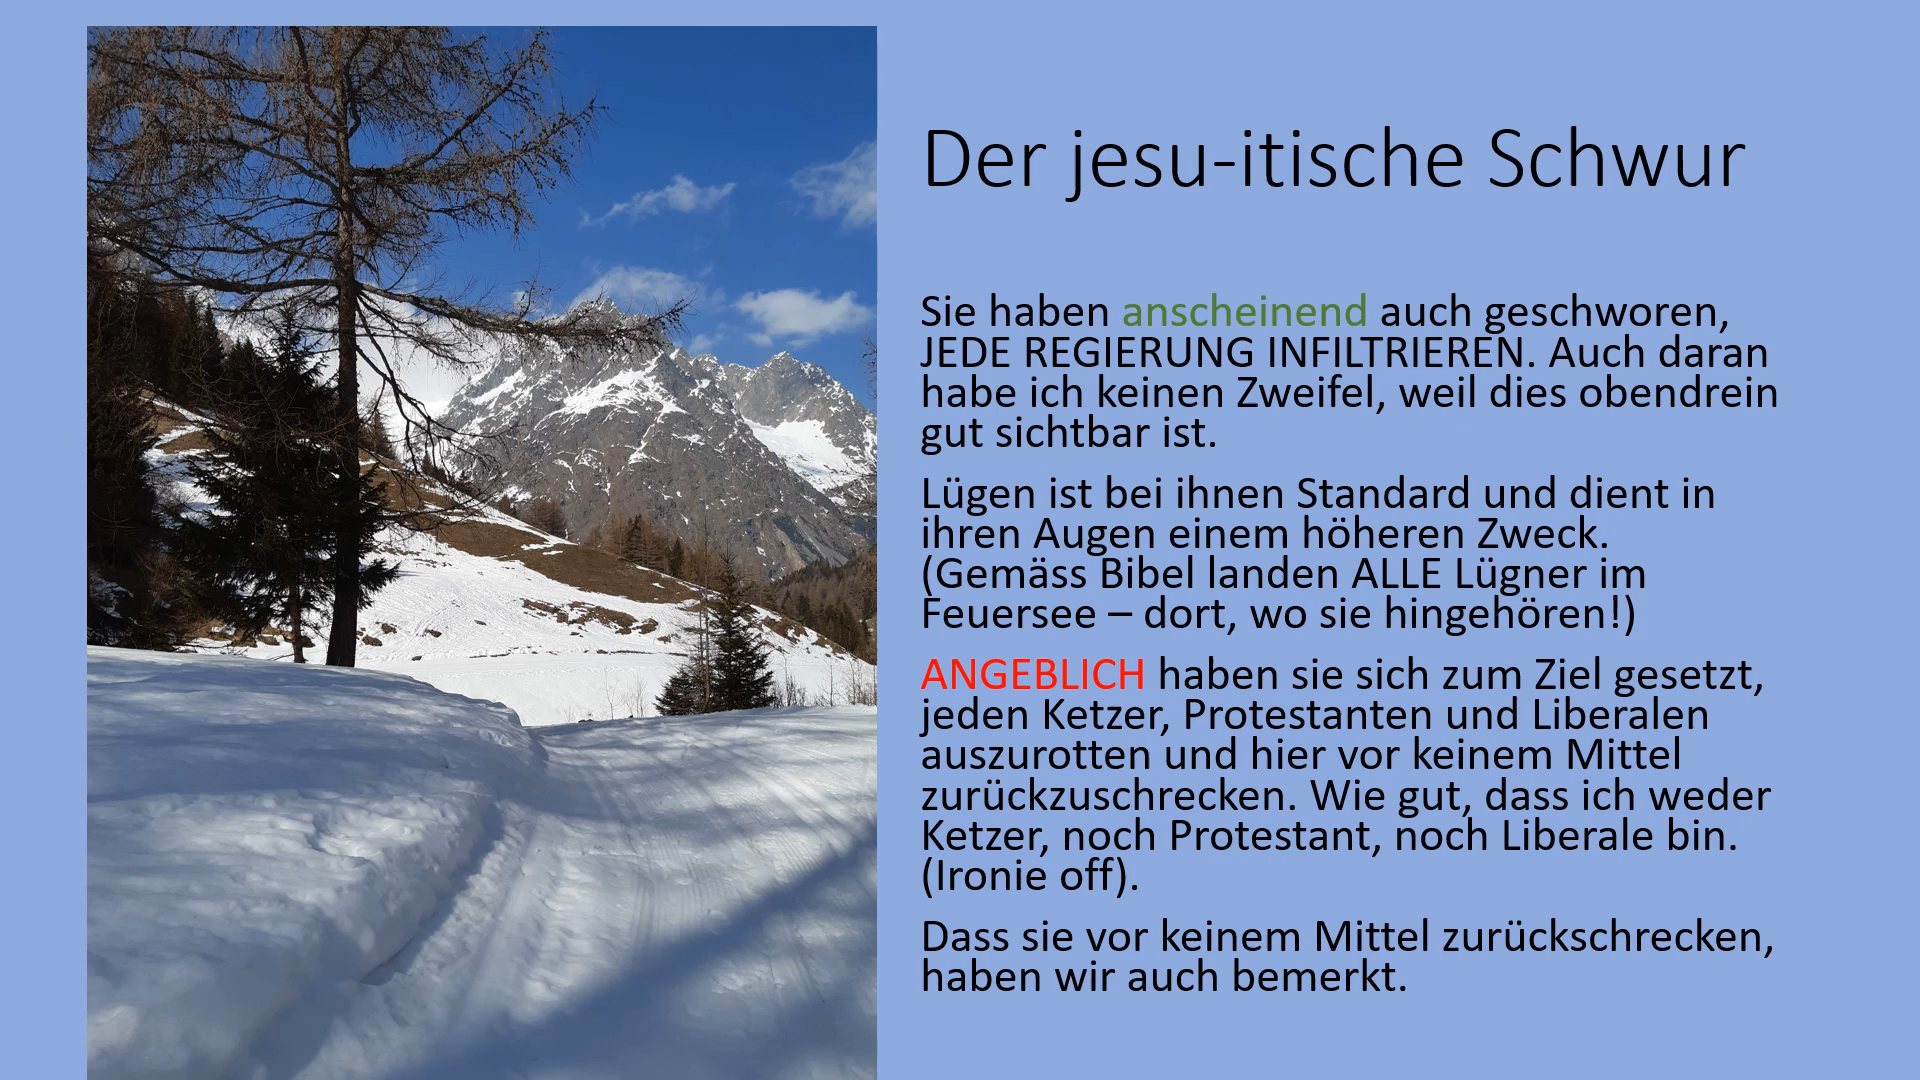 Der jesu-itische Schwur
Sie haben anscheinend auch geschworen,
JEDE REGIERUNG INFILTRIEREN. Auch daran
habe ich keinen Zweifel, weil dies obendrein
gut sichtbar ist.
Lügen ist bei ihnen Standard und dient in
ihren Augen einem höheren Zweck.
(Gemäss Bibel landen ALLE Lügner im
Feuersee – dort, wo sie hingehören!)
ANGEBLICH haben sie sich zum Ziel gesetzt,
jeden Ketzer, Protestanten und Liberalen
auszurotten und hier vor keinem Mittel
zurückzuschrecken. Wie gut, dass ich weder
Ketzer, noch Protestant, noch Liberale bin.
(Ironie off).
Dass sie vor keinem Mittel zurückschrecken,
haben wir auch bemerkt.